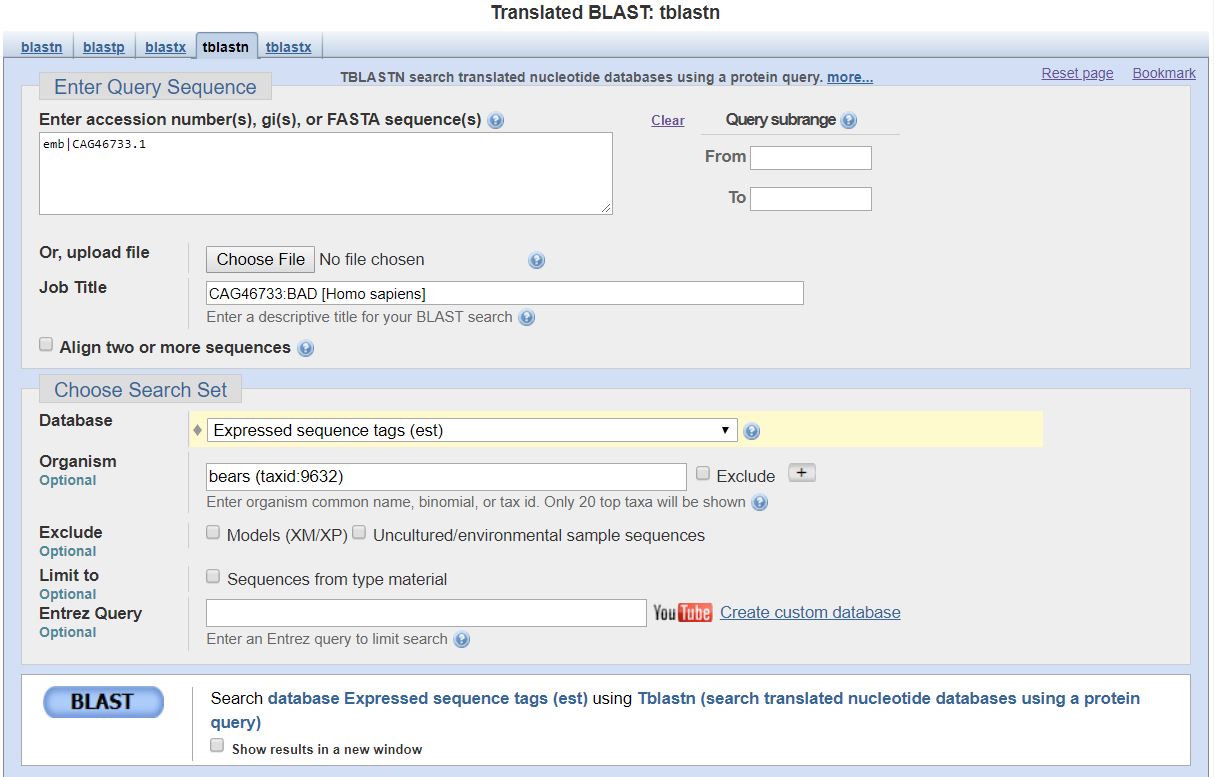 Translated BLAST: tblastn
blastn blastp blastx tblastn tblastx
TBLASTN search translated nucleotide databases using a protein query. more...
Reset page Bookmark
Enter Query Sequence
Enter accession number(s), gi(s), or FASTA sequence(s)
Clear
Query subrange
emb|CAG46733.1
From
To
Or, upload file
Choose File No file chosen
Job Title
CAG46733:BAD [Homo sapiens]
Enter a descriptive title for your BLAST search
Align two or more sequences
Choose Search Set
Database
Expressed sequence tags (est)
Organism
Optional
bears (taxid:9632)
Exclude +
Enter organism common name, binomial, or tax id. Only 20 top taxa will be shown
Exclude
Optional
Models (XM/XP) Uncultured/environmental sample sequences
Limit to
Optional
Sequences from type material
Entrez Query
Optional
YouTube Create custom database
Enter an Entrez query to limit search
BLAST
Search database Expressed sequence tags (est) using Tblastn (search translated nucleotide databases using a protein
query)
Show results in a new window